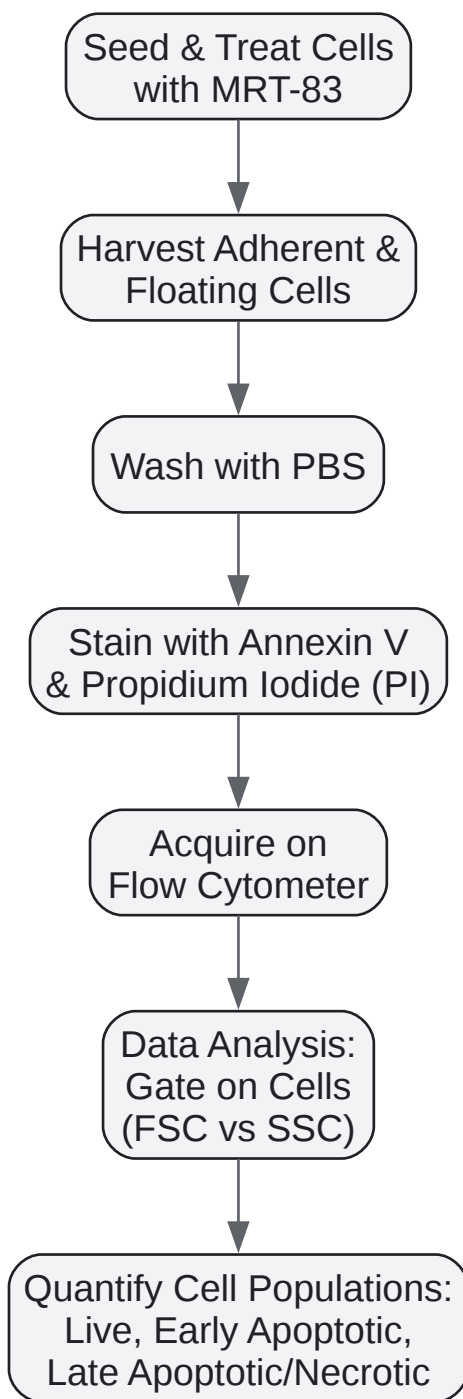 Seed & Treat Cells
with MRT-83
Harvest Adherent &
Floating Cells
Wash with PBS
Stain with Annexin V
& Propidium Iodide (PI)
Acquire on
Flow Cytometer
Data Analysis:
Gate on Cells
(FSC vs SSC)
Quantify Cell Populations:
Live, Early Apoptotic,
Late Apoptotic/Necrotic